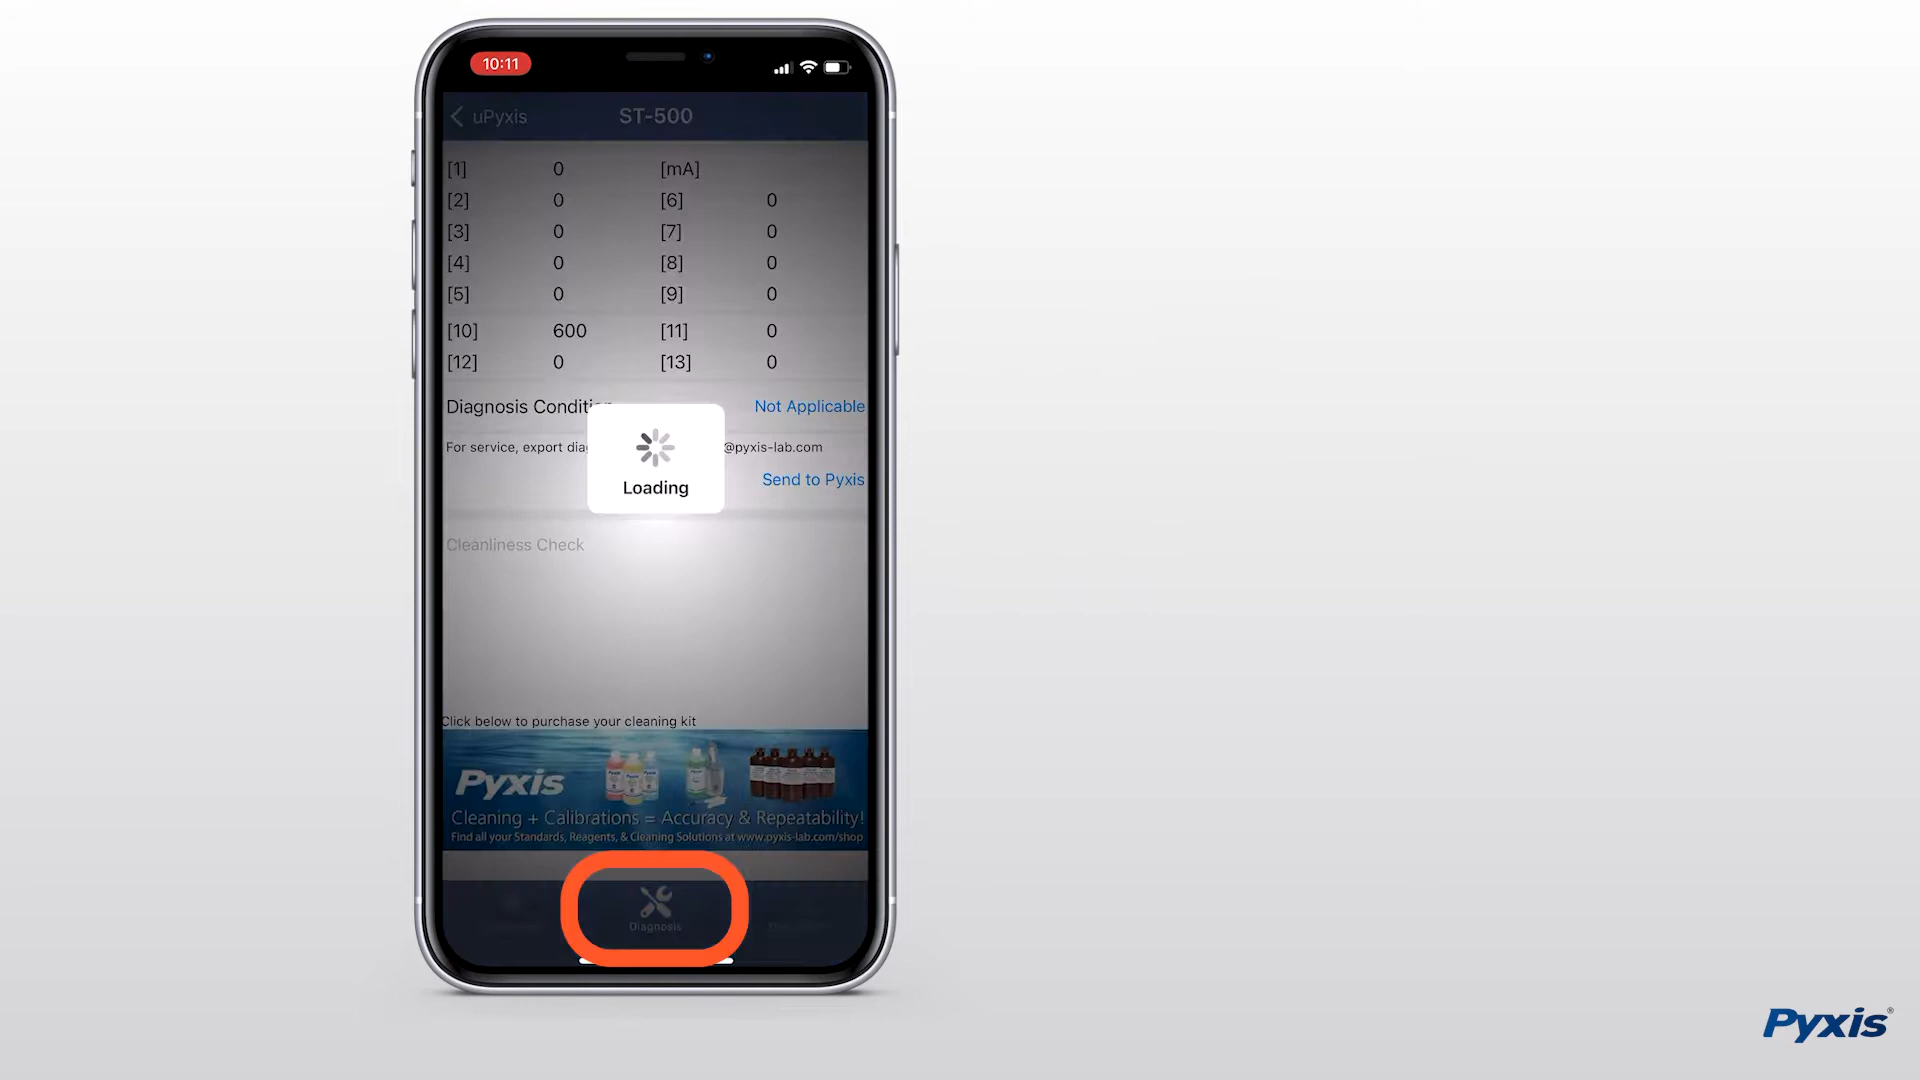 10:11
uPyxis ST-500
[1] 0 [mA]
[2] 0 [6] 0
[3] 0 [7] 0
[4] 0 [8] 0
[5] 0 [9] 0
[10] 600 [11] 0
[12] 0 [13] 0
Diagnosis Not Applicable
For service, export @pyxis-lab.com
Loading
Send to Pyxis
Cleanliness Check
Click below to purchase your cleaning kit
Pyxis
Cleaning + Calibrations = Accuracy & Repeatability!
Find all your Standards, Reagents, & Cleaning Solutions at www.pyxis-lab.com/shop
Diagnosis
Pyxis®